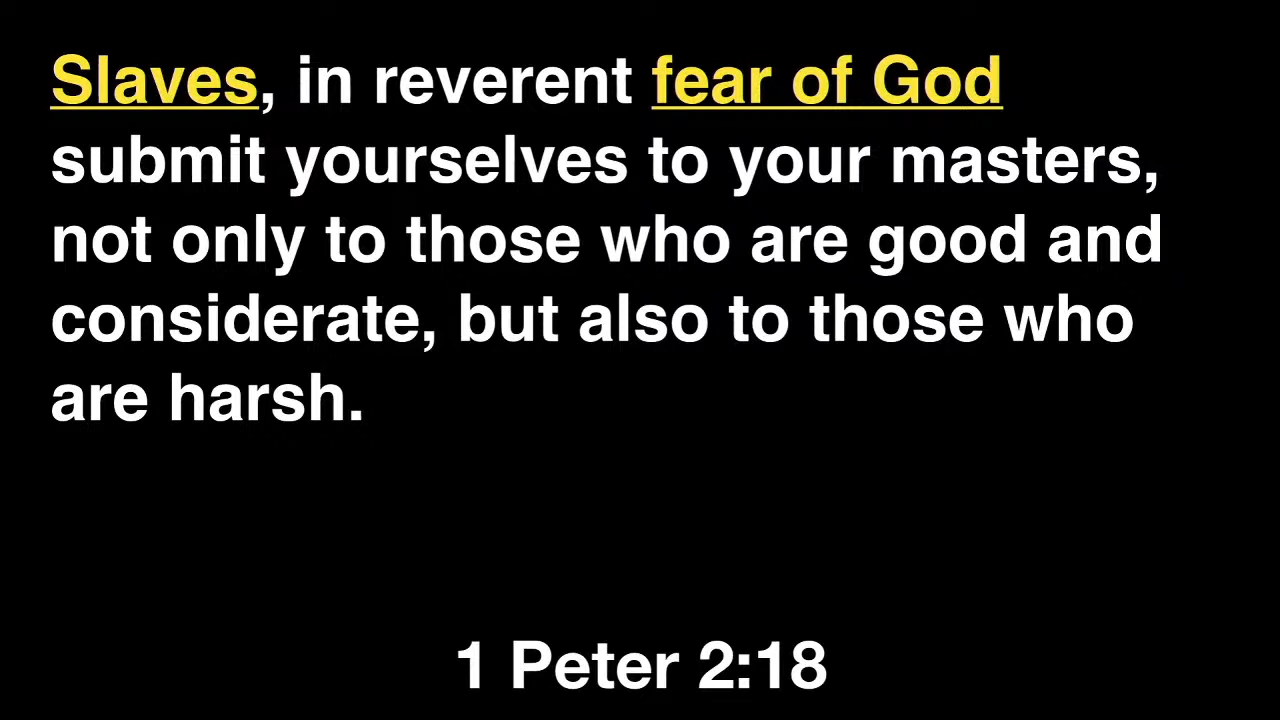 Slaves, in reverent fear of God
submit yourselves to your masters,
not only to those who are good and
considerate, but also to those who
are harsh.
1 Peter 2:18